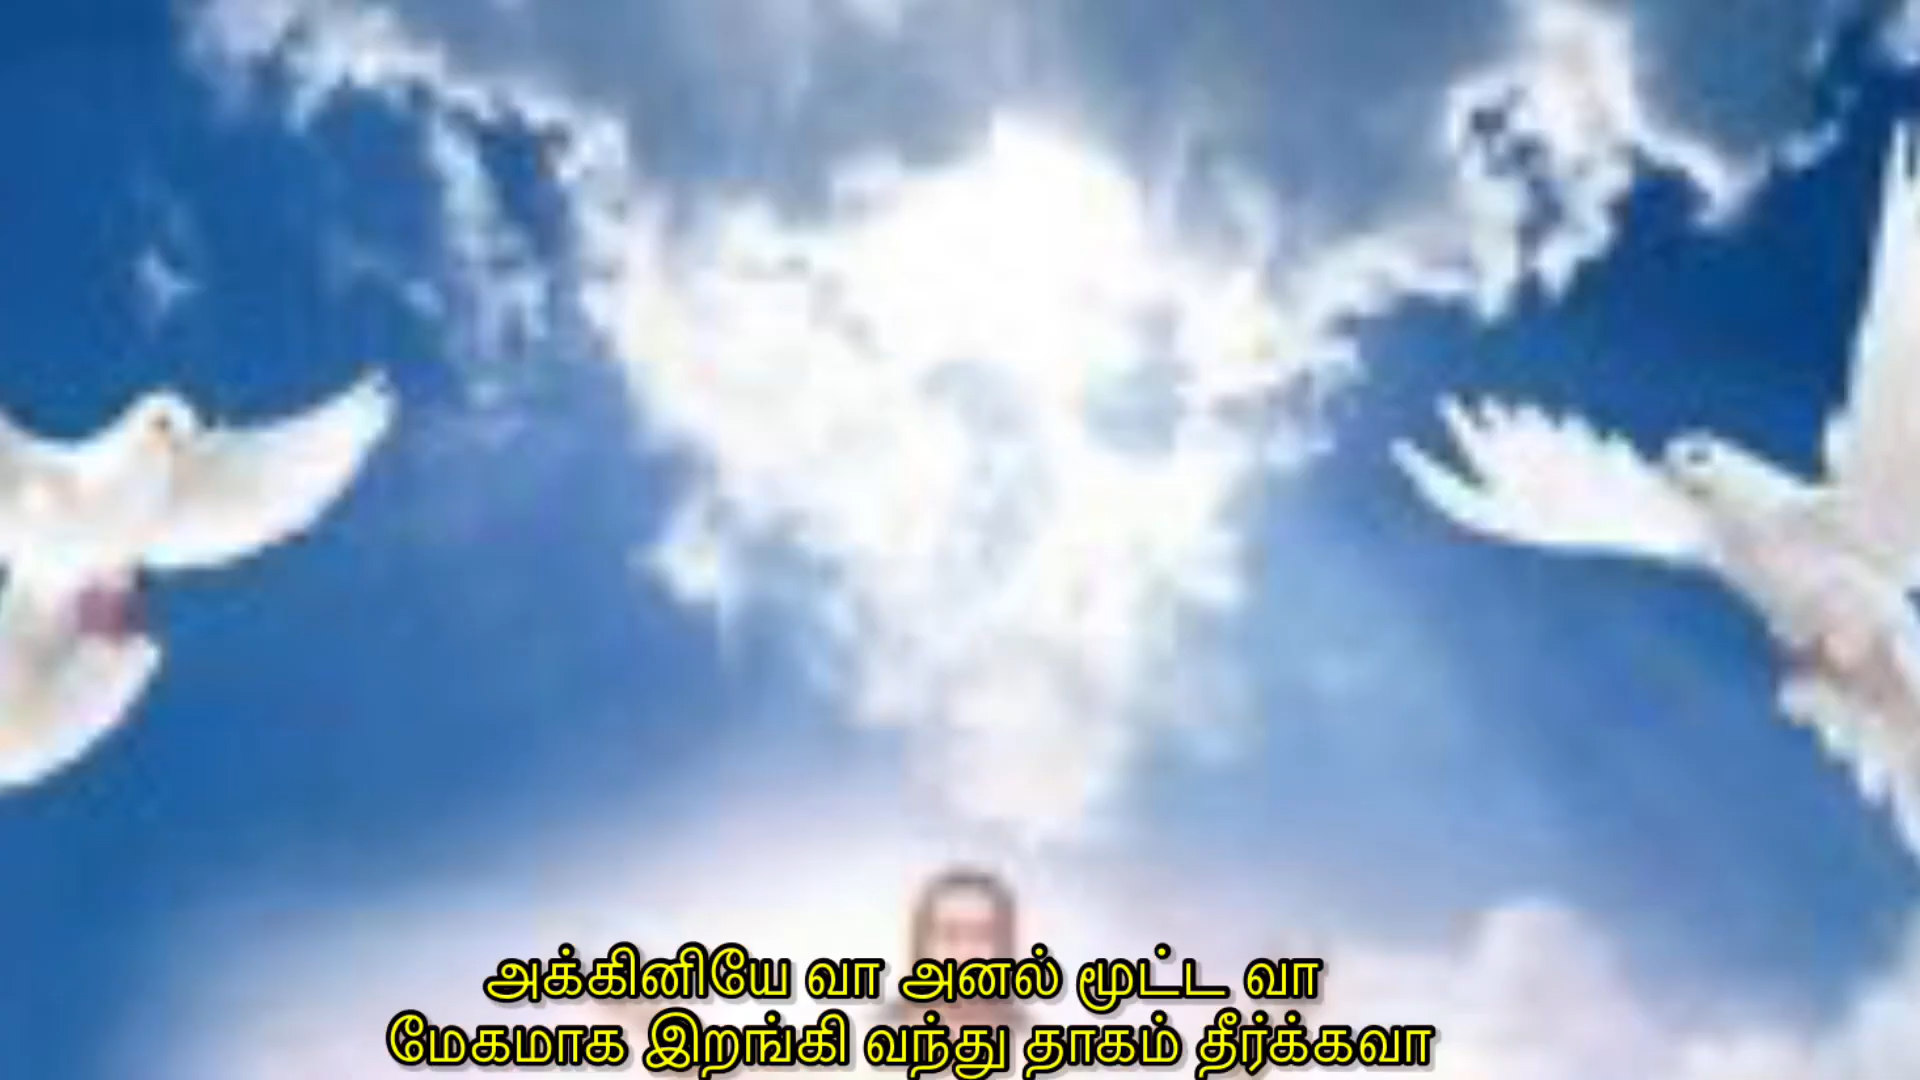 அக்கினியே வா அனல் மூட்ட வா
மேகமாக இறங்கி வந்து தாகம் தீர்க்கவா